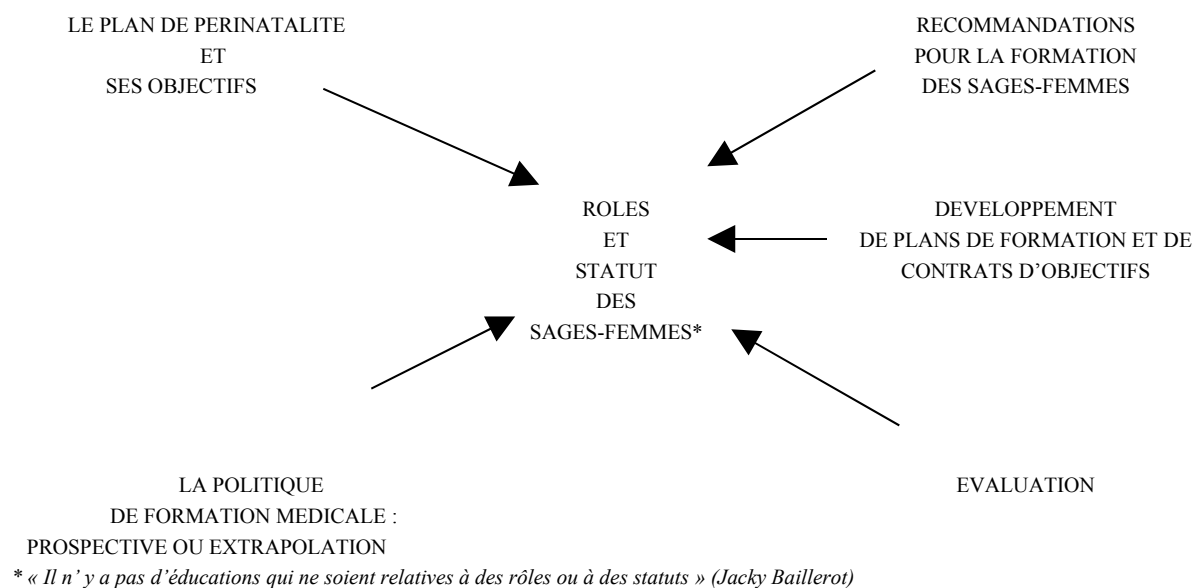 LE PLAN DE PERINATALITE
ET
SES OBJECTIFS
RECOMMANDATIONS
POUR LA FORMATION
DES SAGES-FEMMES
ROLES
ET
STATUT
DES
SAGES-FEMMES*
DEVELOPPEMENT
DE PLANS DE FORMATION ET DE
CONTRATS D’OBJECTIFS
LA POLITIQUE
DE FORMATION MEDICALE :
PROSPECTIVE OU EXTRAPOLATION
EVALUATION
* « Il n’ y a pas d’éducations qui ne soient relatives à des rôles ou à des statuts » (Jacky Baillerot)